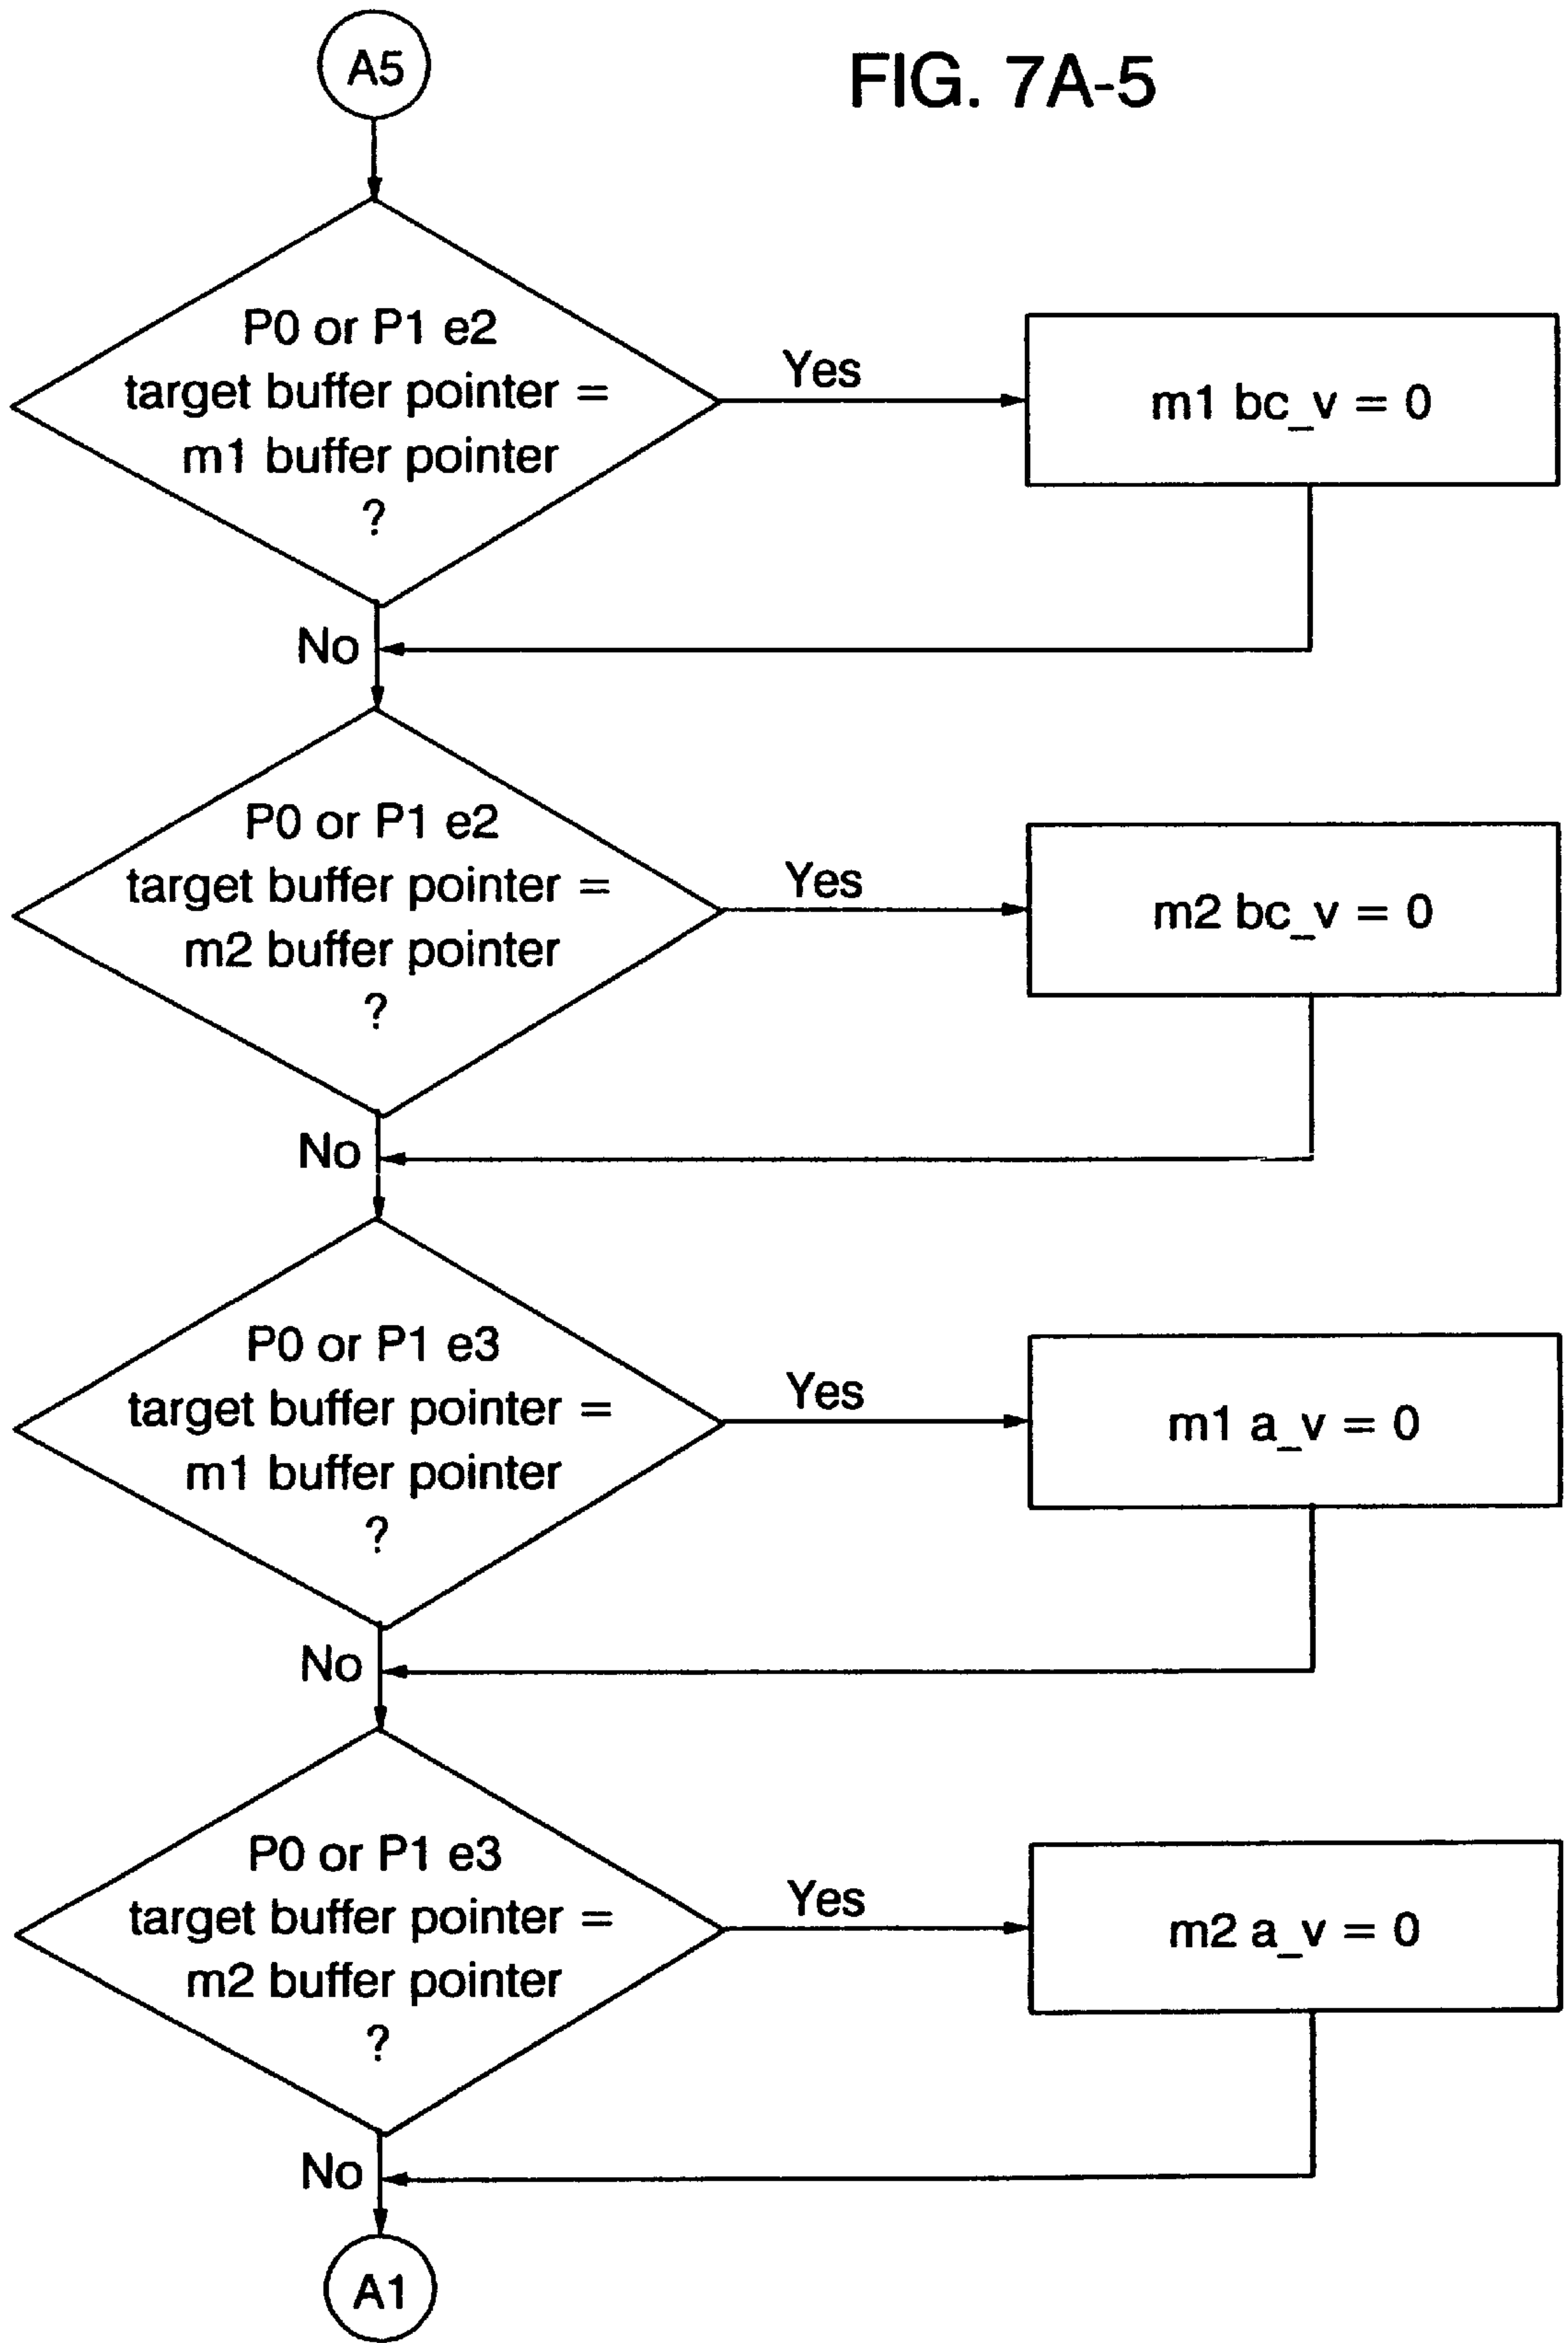 A5
FIG. 7A-5
P0 or P1 e2
target buffer pointer =
m1 buffer pointer
?
Yes
m1 bc_v = 0
No
P0 or P1 e2
target buffer pointer =
m2 buffer pointer
?
Yes
m2 bc_v = 0
No
P0 or P1 e3
target buffer pointer =
m1 buffer pointer
?
Yes
m1 a_v = 0
No
P0 or P1 e3
target buffer pointer =
m2 buffer pointer
?
Yes
m2 a_v = 0
No
A1